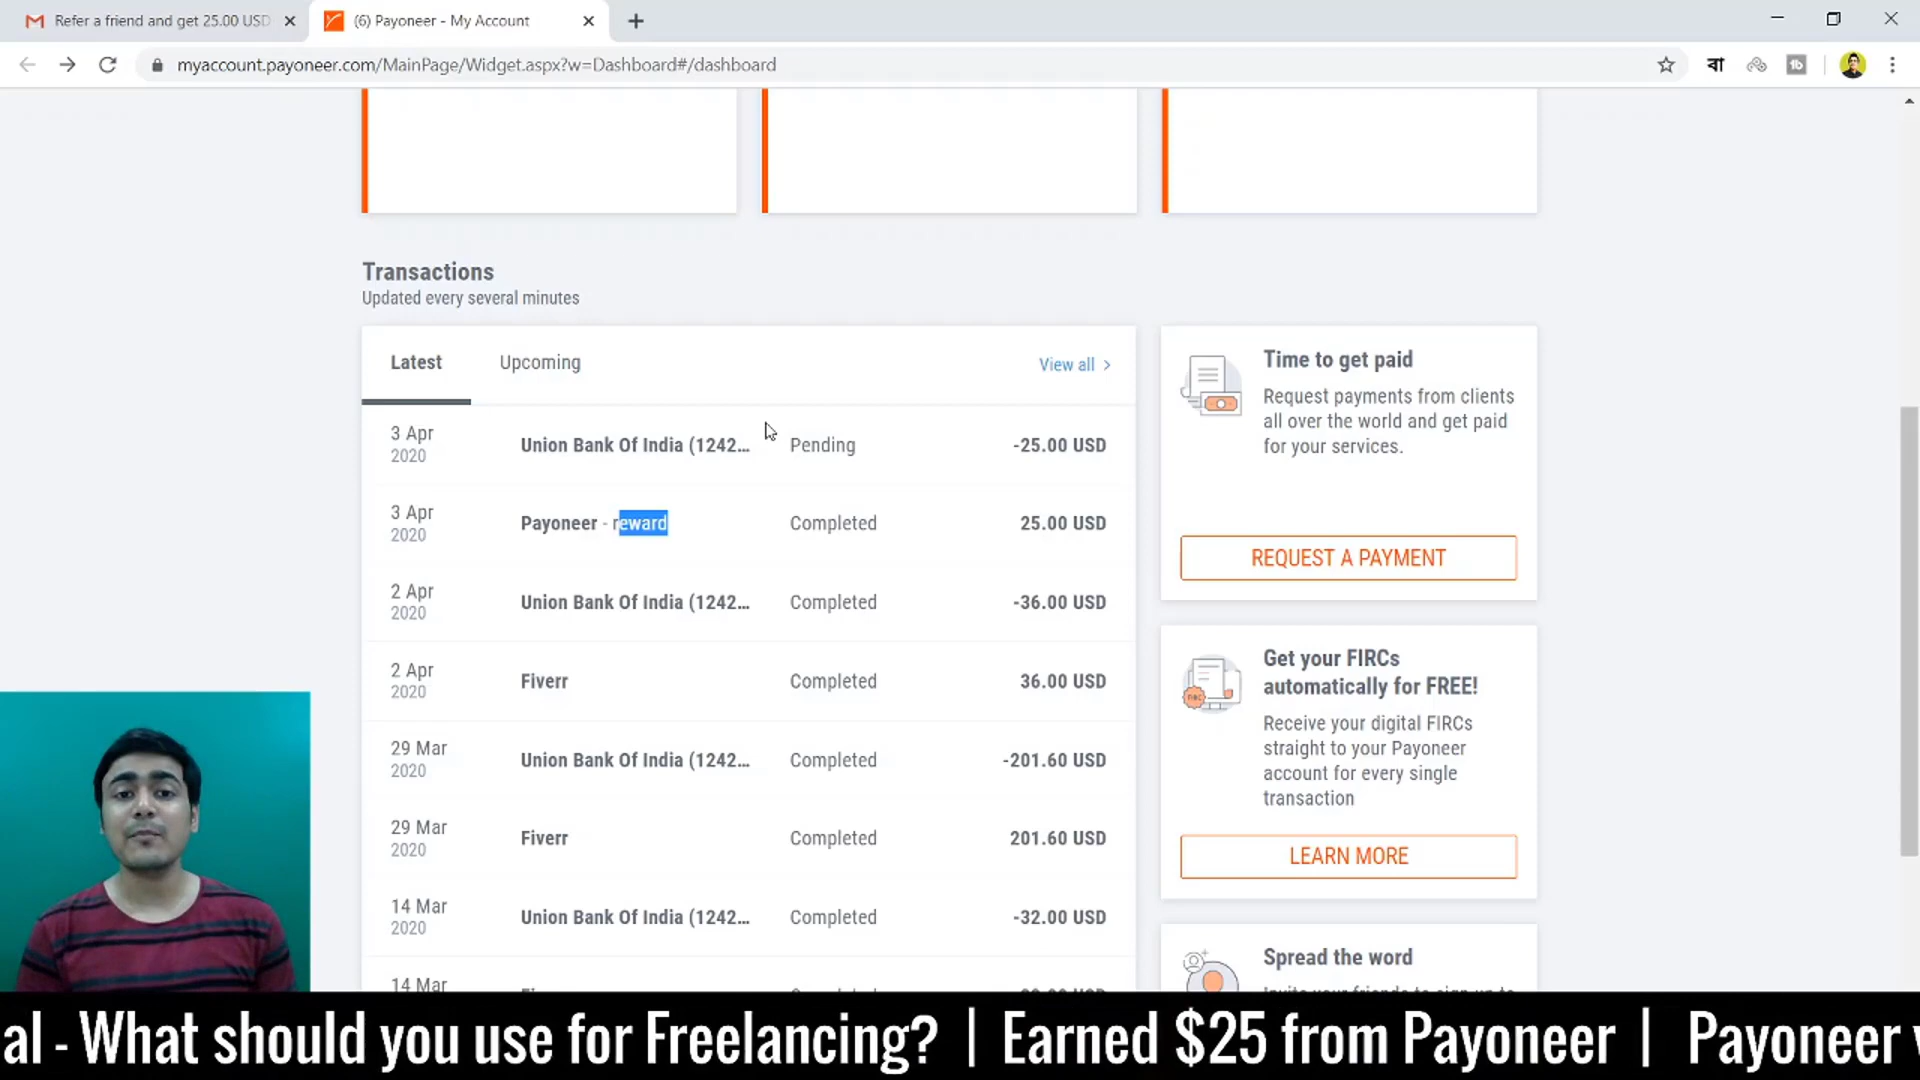 Refer a friend and get 25.00 USD
(6) Payoneer - My Account
myaccount.payoneer.com/MainPage/Widget.aspx?w=Dashboard#/dashboard
বা
tb
Transactions
Updated every several minutes
Latest
Upcoming
View all >
3 Apr
2020
Union Bank Of India (1242...
Pending
-25.00 USD
3 Apr
2020
Payoneer - reward
Completed
25.00 USD
2 Apr
2020
Union Bank Of India (1242...
Completed
-36.00 USD
2 Apr
2020
Fiverr
Completed
36.00 USD
29 Mar
2020
Union Bank Of India (1242...
Completed
-201.60 USD
29 Mar
2020
Fiverr
Completed
201.60 USD
14 Mar
2020
Union Bank Of India (1242...
Completed
-32.00 USD
14 Mar
Time to get paid
Request payments from clients
all over the world and get paid
for your services.
REQUEST A PAYMENT
Get your FIRCs
automatically for FREE!
Receive your digital FIRCs
straight to your Payoneer
account for every single
transaction
LEARN MORE
Spread the word
Invite your friends to sign up to
al - What should you use for Freelancing? | Earned $25 from Payoneer | Payoneer